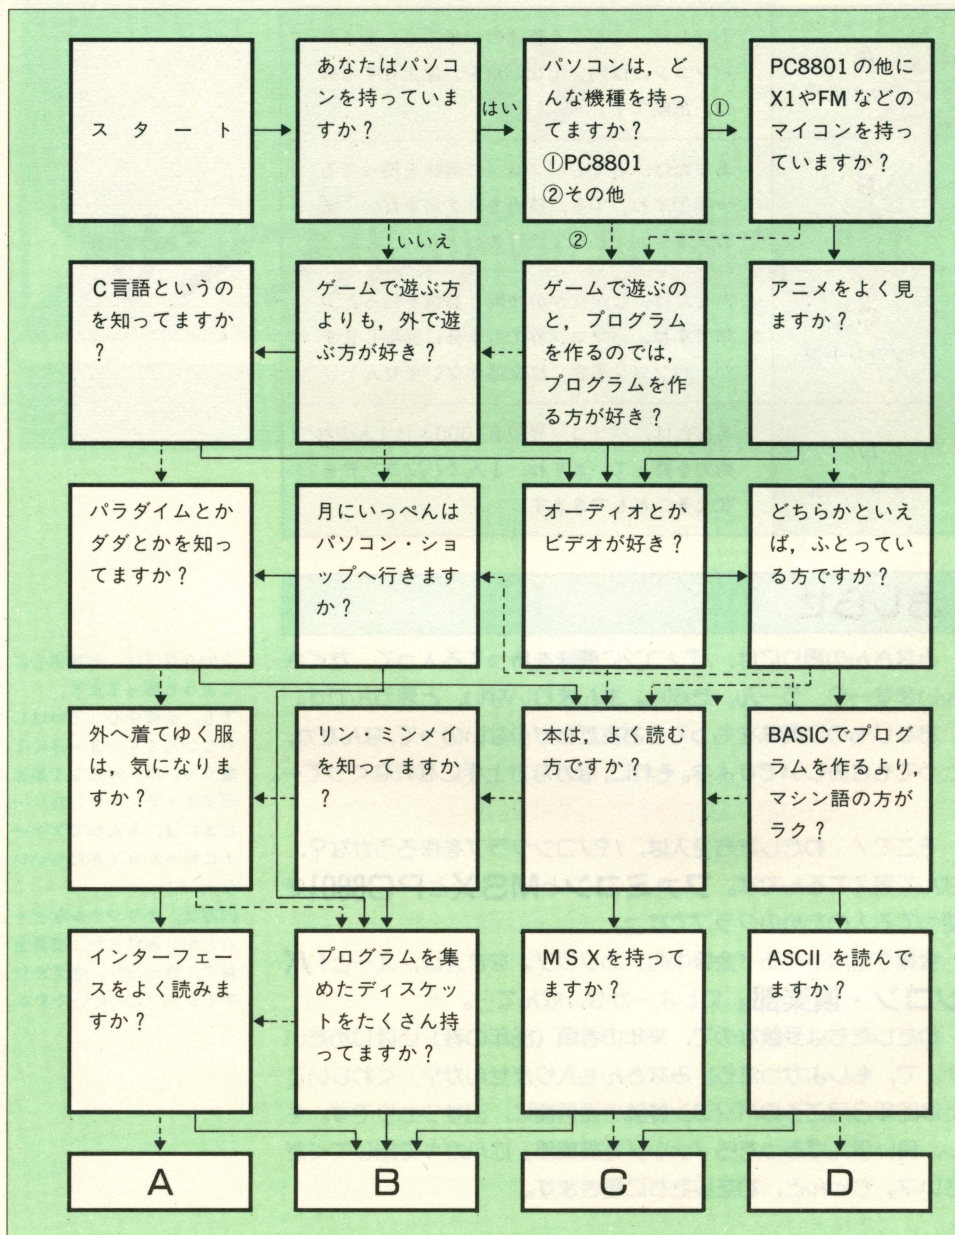 スタート
あなたはパソコ
ンを持っていま
すか？
はい
いいえ
パソコンは，ど
んな機種を持っ
てますか？
①PC8801
②その他
①
②
PC8801の他に
X1やFMなどの
マイコンを持っ
ていますか？
C言語というの
を知ってますか
？
ゲームで遊ぶ方
よりも，外で遊
ぶ方が好き？
ゲームで遊ぶの
と，プログラム
を作るのでは，
プログラムを作
る方が好き？
アニメをよく見
ますか？
パラダイムとか
ダダとかを知っ
てますか？
月にいっぺんは
パソコン・ショ
ップへ行きます
か？
オーディオとか
ビデオが好き？
どちらかといえ
ば，ふとってい
る方ですか？
外へ着てゆく服
は，気になりま
すか？
アント・ミンメイ
を知ってますか
？
本は，よく読む
方ですか？
BASICでプログ
ラムを作るより，
マシン語の方が
ラク？
インターフェー
スをよく読みま
すか？
プログラムを集
めたディスケッ
トをたくさん持
ってますか？
MSXを持って
ますか？
ASCIIを読んで
ますか？
A
B
C
D